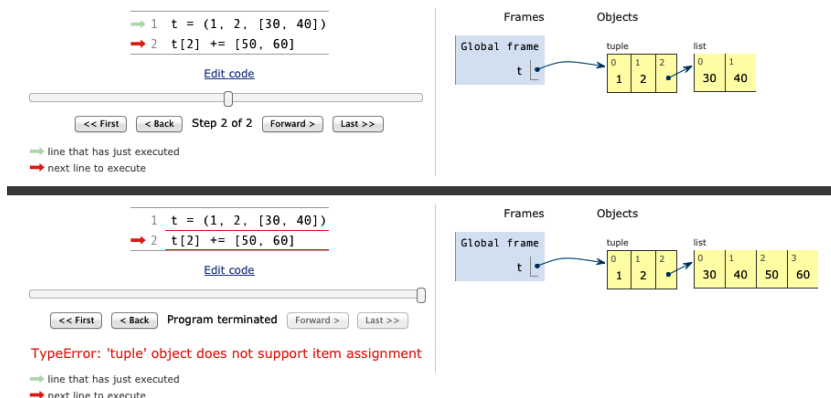 1 t = (1, 2, [30, 40])
2 t[2] += [50, 60]
Edit code
<< First < Back Step 2 of 2 Forward > Last >>
line that has just executed
next line to execute
Frames Objects
Global frame
t
tuple list
0 1 2 0 1
1 2 30 40
1 t = (1, 2, [30, 40])
2 t[2] += [50, 60]
Edit code
<< First < Back Program terminated Forward > Last >>
TypeError: 'tuple' object does not support item assignment
line that has just executed
next line to execute
Frames Objects
Global frame
t
tuple list
0 1 2 0 1 2 3
1 2 30 40 50 60